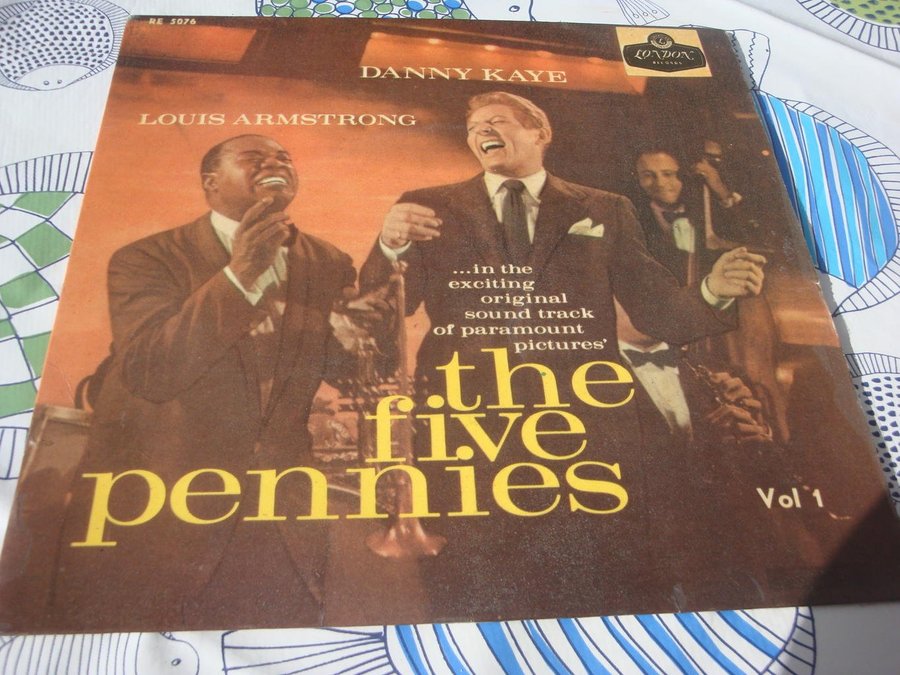 RE 5076
DANNY KAYE
LONDON
RECORDS
LOUIS ARMSTRONG
...in the
exciting
original
sound track
of paramount
pictures'
the
five
pennies
Vol 1